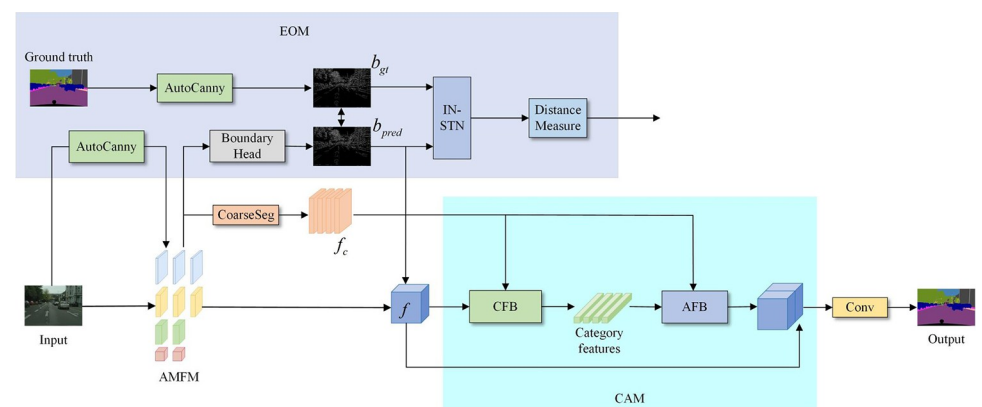 EOM
Ground truth
AutoCanny
b_gt
IN-
STN
Distance
Measure
AutoCanny
Boundary
Head
b_pred
CoarseSeg
f_c
f
CFB
Category
features
AFB
Conv
Input
Output
AMFM
CAM